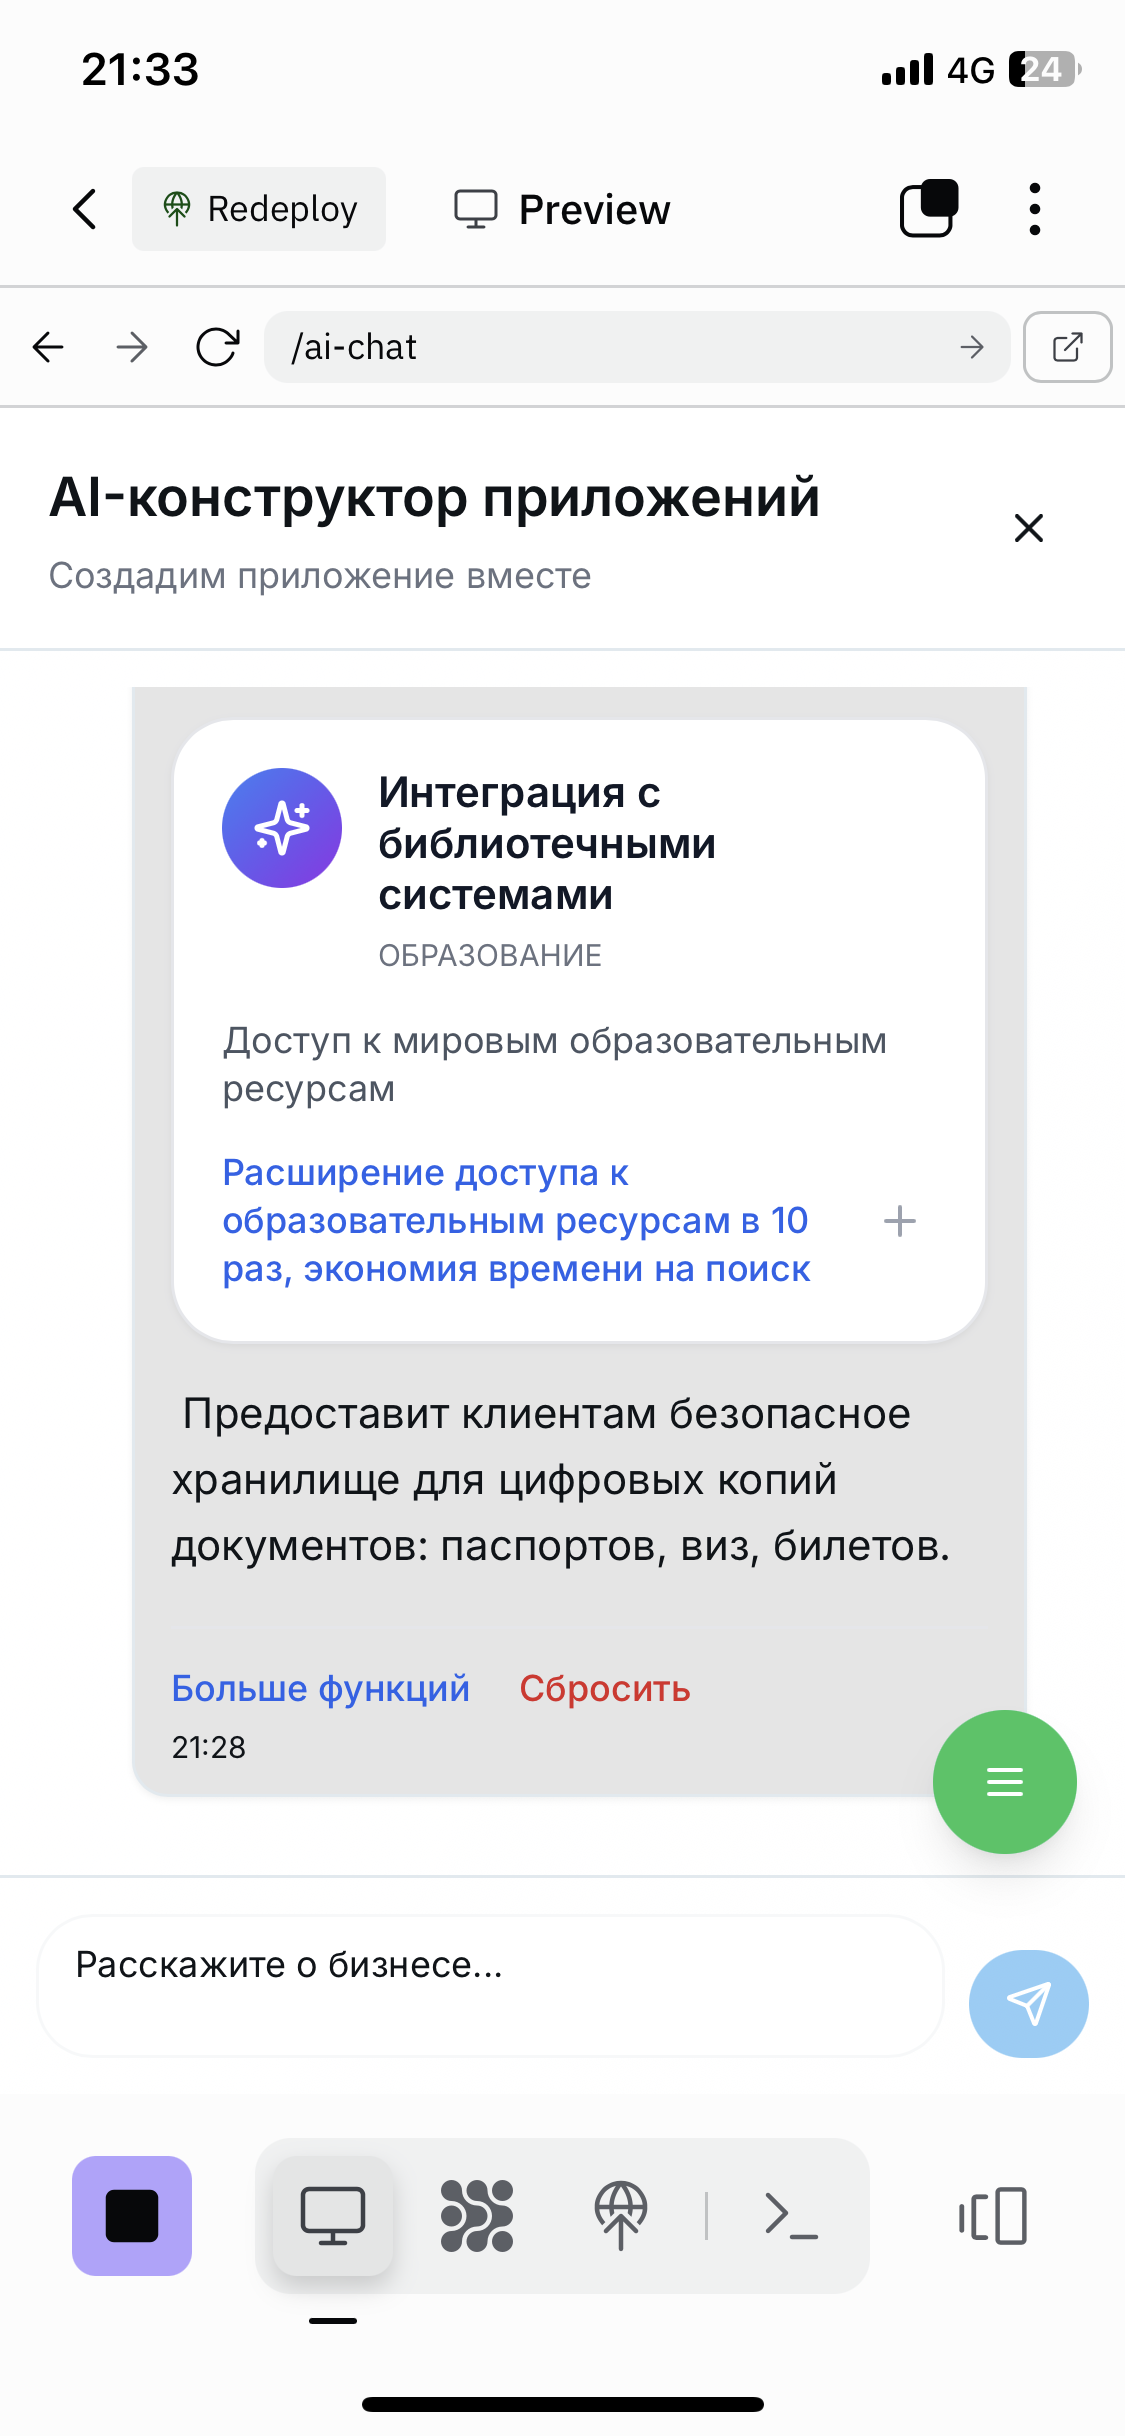 21:33
4G
24
Redeploy
Preview
/ai-chat
AI-конструктор приложений
Создадим приложение вместе
Интеграция с
библиотечными
системами
ОБРАЗОВАНИЕ
Доступ к мировым образовательным
ресурсам
Расширение доступа к
образовательным ресурсам в 10
раз, экономия времени на поиск
Предоставит клиентам безопасное
хранилище для цифровых копий
документов: паспортов, виз, билетов.
Больше функций
Сбросить
21:28
Расскажите о бизнесе...